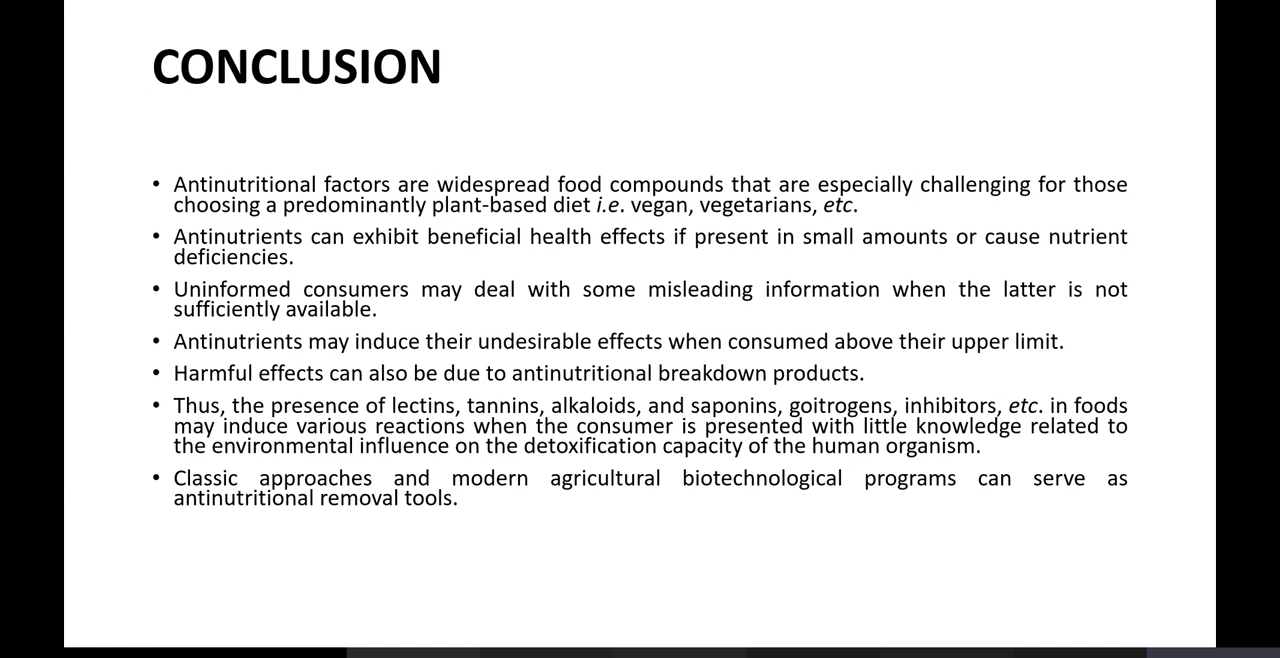 CONCLUSION
• Antinutritional factors are widespread food compounds that are especially challenging for those
choosing a predominantly plant-based diet i.e. vegan, vegetarians, etc.
• Antinutrients can exhibit beneficial health effects if present in small amounts or cause nutrient
deficiencies.
• Uninformed consumers may deal with some misleading information when the latter is not
sufficiently available.
• Antinutrients may induce their undesirable effects when consumed above their upper limit.
• Harmful effects can also be due to antinutritional breakdown products.
• Thus, the presence of lectins, tannins, alkaloids, and saponins, goitrogens, inhibitors, etc. in foods
may induce various reactions when the consumer is presented with little knowledge related to
the environmental influence on the detoxification capacity of the human organism.
• Classic approaches and modern agricultural biotechnological programs can serve as
antinutritional removal tools.